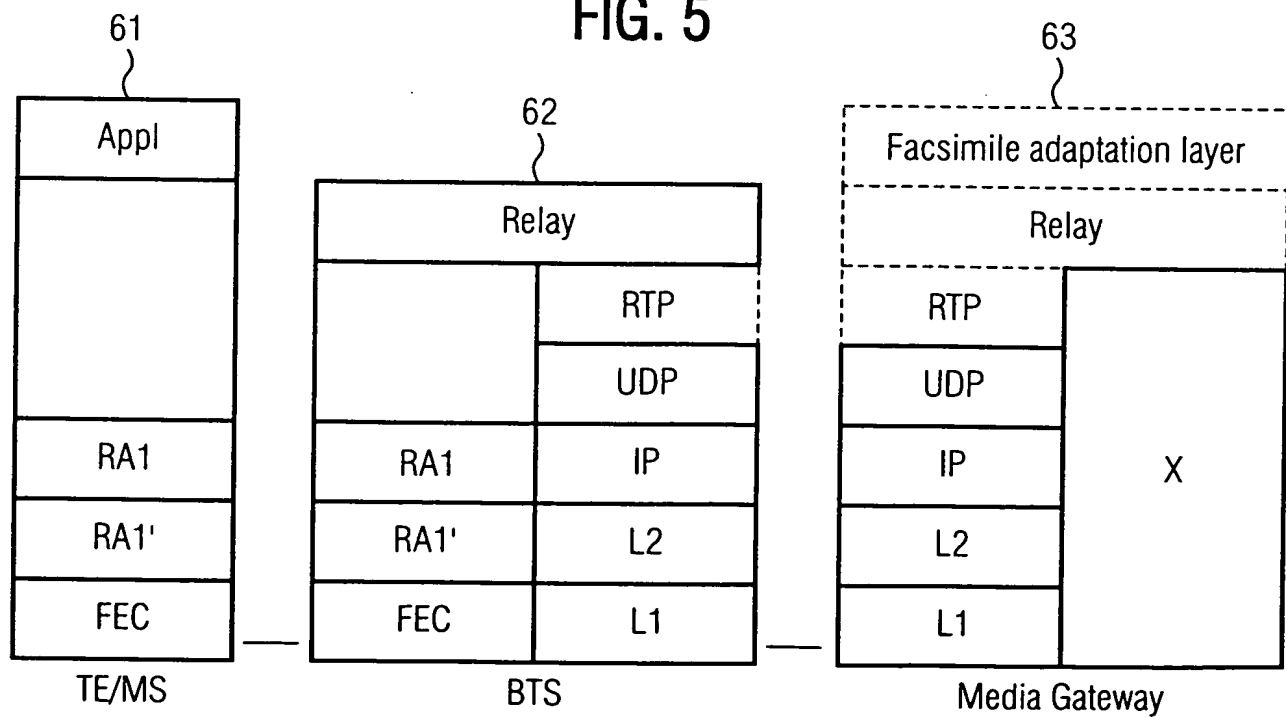 FIG. 5
61
Appl
RA1
RA1'
FEC
TE/MS
62
Relay
RTP
UDP
RA1 IP
RA1' L2
FEC L1
BTS
63
Facsimile adaptation layer
Relay
RTP
UDP
IP
L2
L1
X
Media Gateway